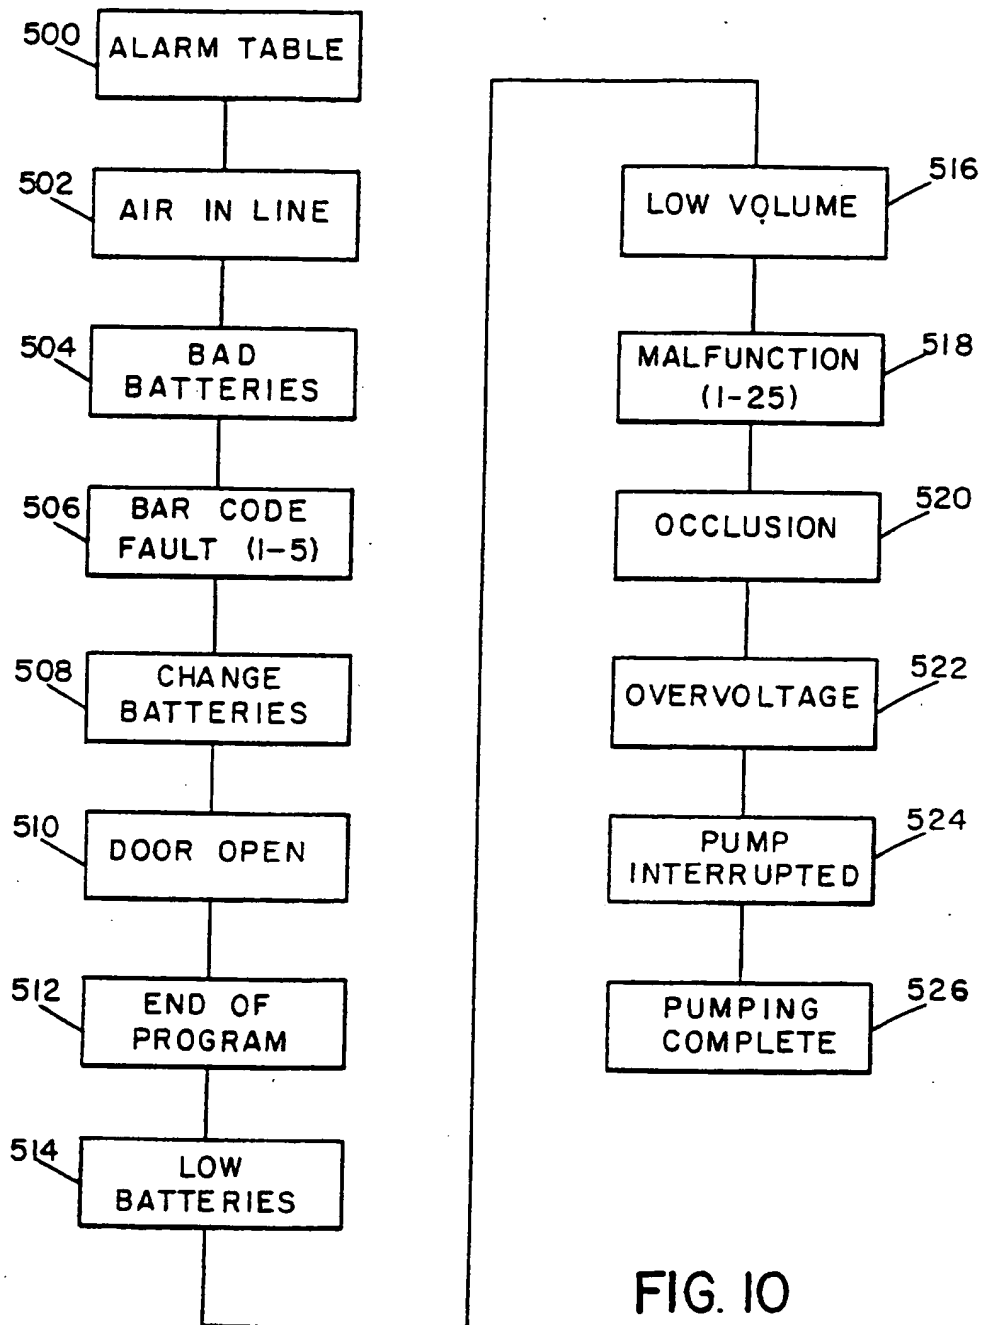 500
ALARM TABLE
502
AIR IN LINE
504
BAD
BATTERIES
506
BAR CODE
FAULT (1-5)
508
CHANGE
BATTERIES
510
DOOR OPEN
512
END OF
PROGRAM
514
LOW
BATTERIES
516
LOW VOLUME
518
MALFUNCTION
(1-25)
520
OCCLUSION
522
OVERVOLTAGE
524
PUMP
INTERRUPTED
526
PUMPING
COMPLETE
FIG. 10